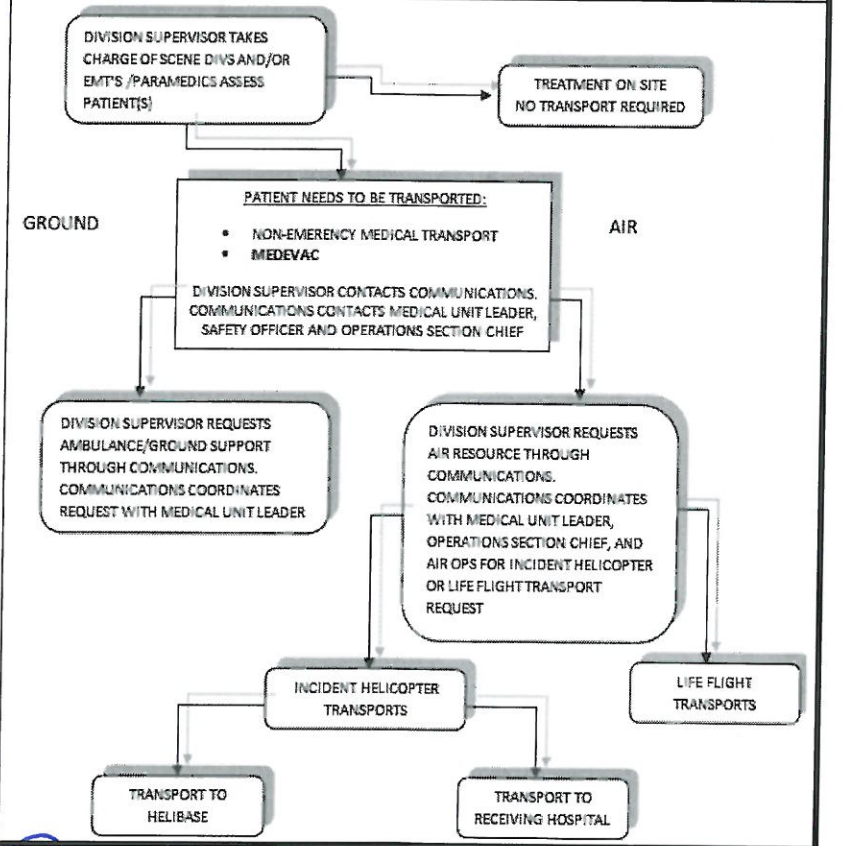 DIVISION SUPERVISOR TAKES
CHARGE OF SCENE DIVS AND/OR
EMT'S /PARAMEDICS ASSESS
PATIENT(S)
TREATMENT ON SITE
NO TRANSPORT REQUIRED
PATIENT NEEDS TO BE TRANSPORTED:
GROUND
AIR
• NON-EMERENCY MEDICAL TRANSPORT
• MEDEVAC
DIVISION SUPERVISOR CONTACTS COMMUNICATIONS.
COMMUNICATIONS CONTACTS MEDICAL UNIT LEADER,
SAFETY OFFICER AND OPERATIONS SECTION CHIEF
DIVISION SUPERVISOR REQUESTS
AMBULANCE/GROUND SUPPORT
THROUGH COMMUNICATIONS.
COMMUNICATIONS COORDINATES
REQUEST WITH MEDICAL UNIT LEADER
DIVISION SUPERVISOR REQUESTS
AIR RESOURCE THROUGH
COMMUNICATIONS.
COMMUNICATIONS COORDINATES
WITH MEDICAL UNIT LEADER,
OPERATIONS SECTION CHIEF, AND
AIR OPS FOR INCIDENT HELICOPTER
OR LIFE FLIGHT TRANSPORT
REQUEST
INCIDENT HELICOPTER
TRANSPORTS
LIFE FLIGHT
TRANSPORTS
TRANSPORT TO
HELIBASE
TRANSPORT TO
RECEIVING HOSPITAL